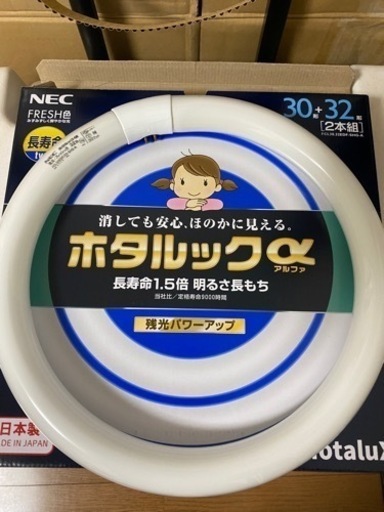 NEC
FRESH色
30形+32形
[2本組]
長寿命
消しても安心、ほのかに見える。
ホタルックα
アルファ
長寿命1.5倍 明るさ長もち
当社比/定格寿命9000時間
残光パワーアップ
日本製
MADE IN JAPAN
HotaluX